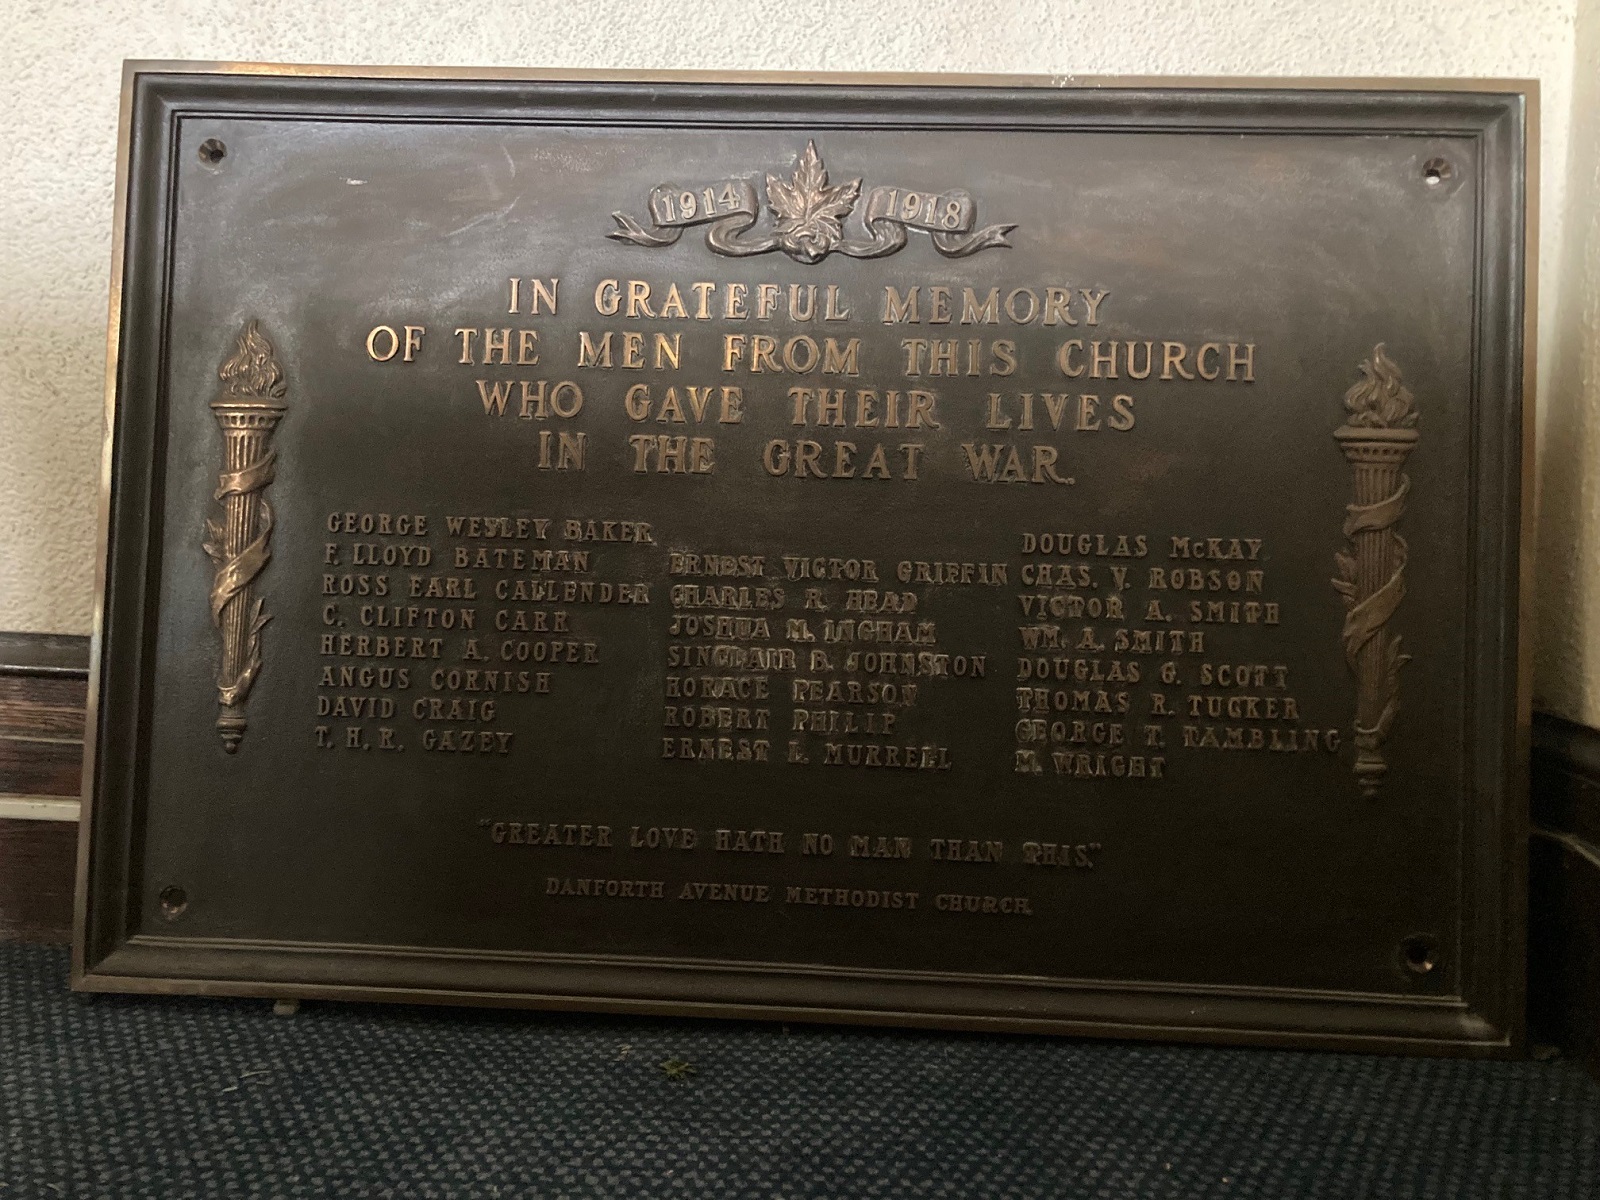 1914 1918
IN GRATEFUL MEMORY
OF THE MEN FROM THIS CHURCH
WHO GAVE THEIR LIVES
IN THE GREAT WAR.
GEORGE WESLEY BAKER
F. LLOYD BATEMAN
ROSS EARL CALLENDER
C. CLIFTON CARR
HERBERT A. COOPER
ANGUS CORNISH
DAVID CRAIG
T. H. R. GAZEY
ERNEST VICTOR GRIFFIN
CHARLES R. HEAD
JOSHUA M. INGHAM
SINCLAIR B. JOHNSTON
HORACE PEARSON
ROBERT PHILIP
ERNEST L. MURRELL
DOUGLAS McKAY
CHAS. V. ROBSON
VICTOR A. SMITH
WM. A. SMITH
DOUGLAS G. SCOTT
THOMAS R. TUCKER
GEORGE T. TAMBLING
M. WRIGHT
"GREATER LOVE HATH NO MAN THAN THIS."
DANFORTH AVENUE METHODIST CHURCH.